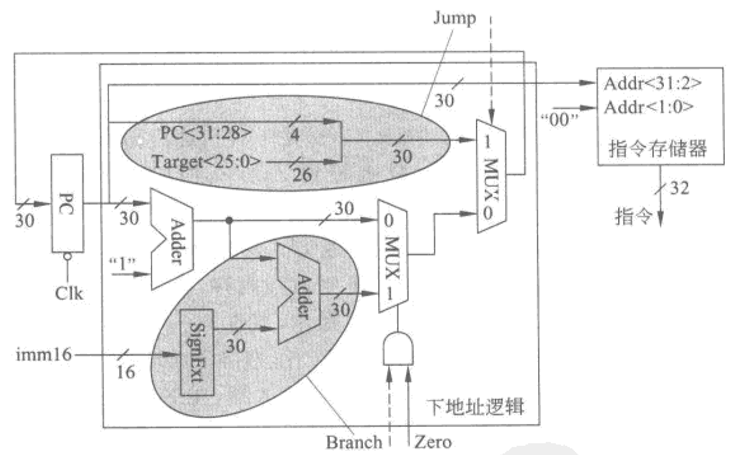 Jump
30
Addr<31:2>
Addr<1:0>
"00"
指令存储器
32
指令
PC<31:28>
4
Target<25:0>
26
30
1
MUX
0
30
PC
30
Adder
"1"
Clk
30
0
MUX
1
Adder
30
SignExt
30
imm16
16
下地址逻辑
Branch
Zero